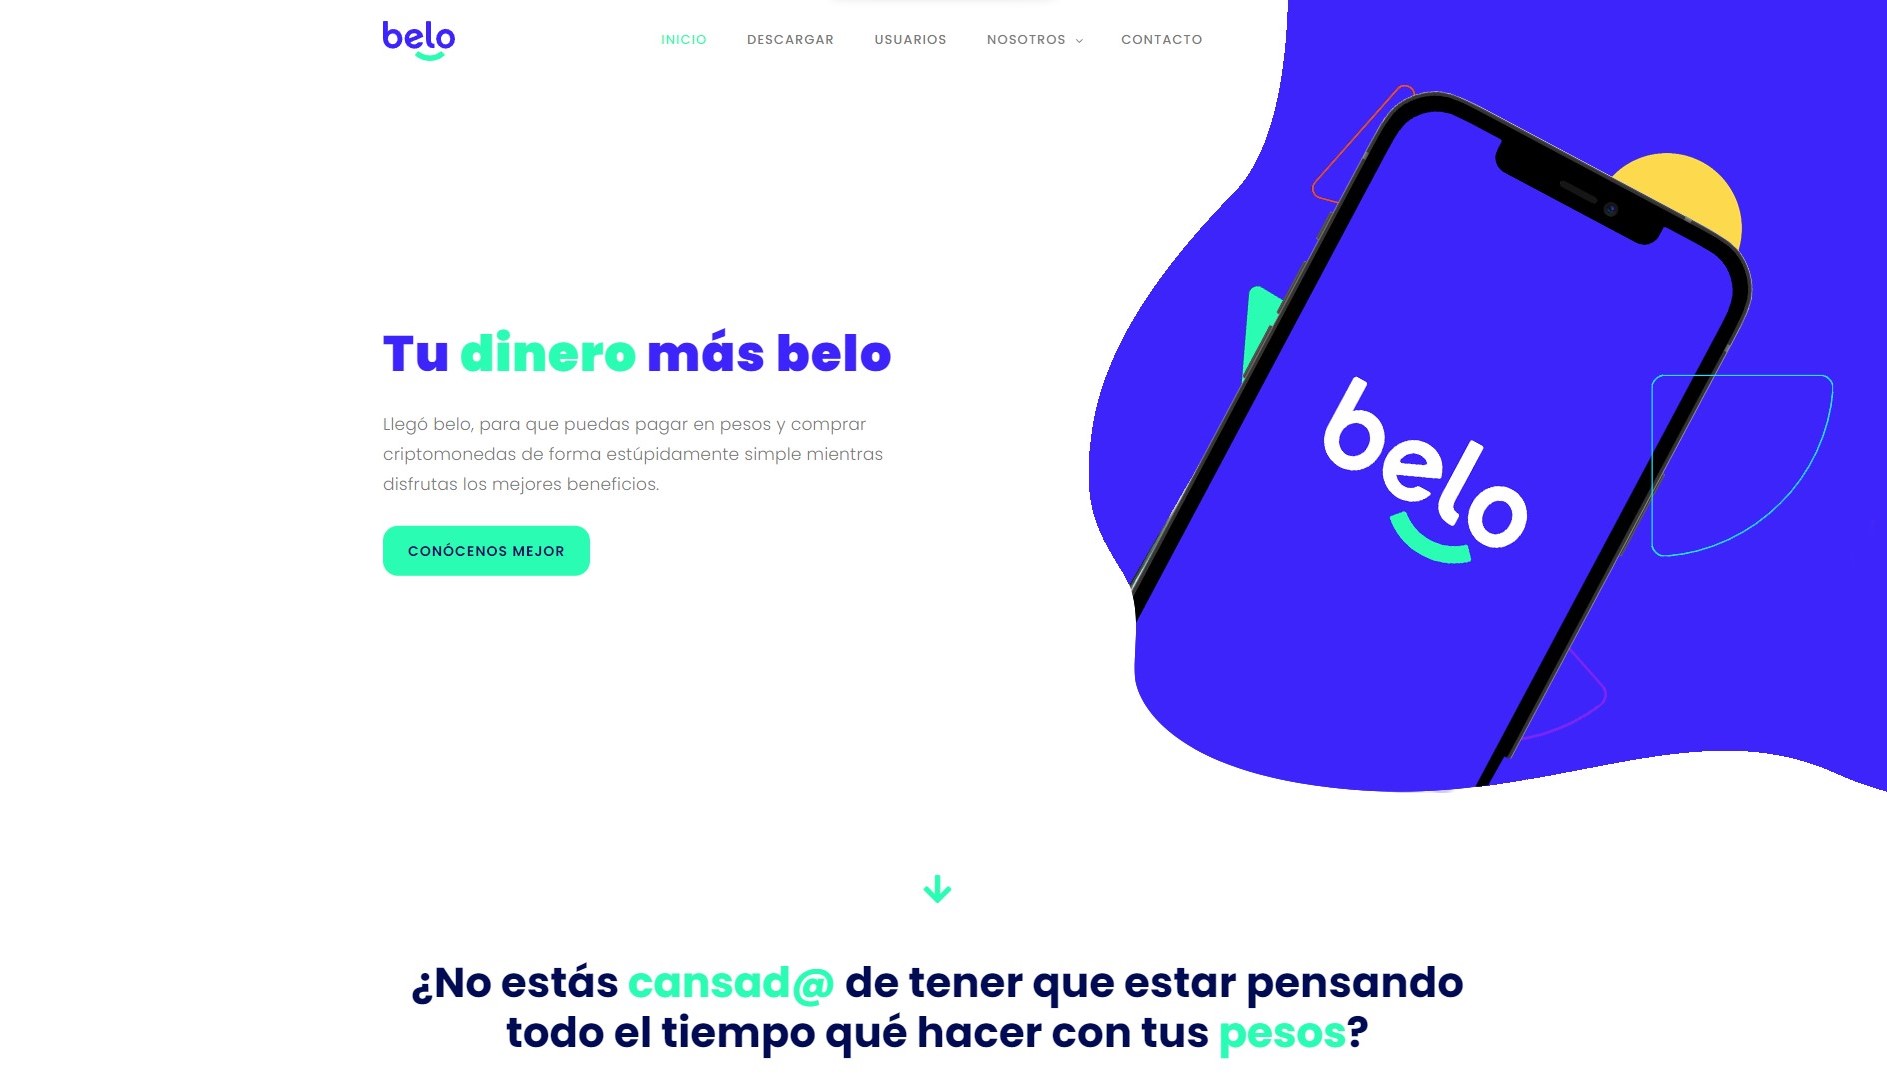 belo
INICIO
DESCARGAR
USUARIOS
NOSOTROS
CONTACTO
Tu dinero más belo
Llegó belo, para que puedas pagar en pesos y comprar
criptomonedas de forma estúpidamente simple mientras
disfrutas los mejores beneficios.
CONÓCENOS MEJOR
belo
¿No estás cansad@ de tener que estar pensando
todo el tiempo qué hacer con tus pesos?